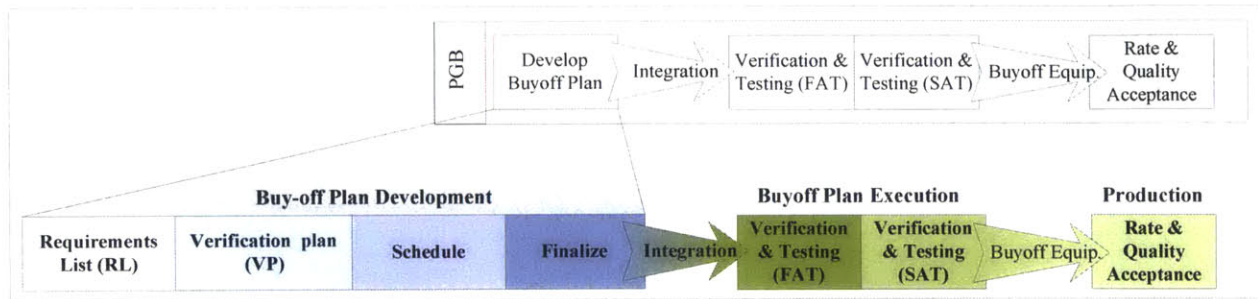 PGB
Develop
Buyoff Plan
Integration
Verification &
Testing (FAT)
Verification &
Testing (SAT)
Buyoff Equip.
Rate &
Quality
Acceptance
Buy-off Plan Development
Buyoff Plan Execution
Production
Requirements
List (RL)
Verification plan
(VP)
Schedule
Finalize
Integration
Verification
& Testing
(FAT)
Verification
& Testing
(SAT)
Buyoff Equip.
Rate &
Quality
Acceptance